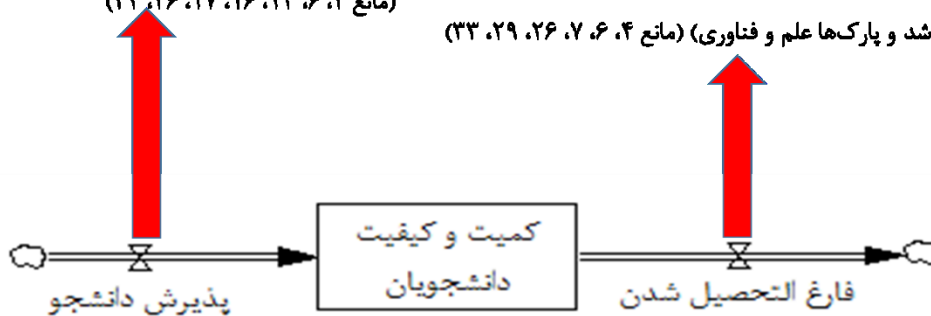 (مانع
شد و پارک‌ها علم و فناوری) (مانع ۴، ۶، ۷، ۲۶، ۲۹، ۳۳)
کمیت و کیفیت
دانشجویان
پذیرش دانشجو
فارغ التحصیل شدن